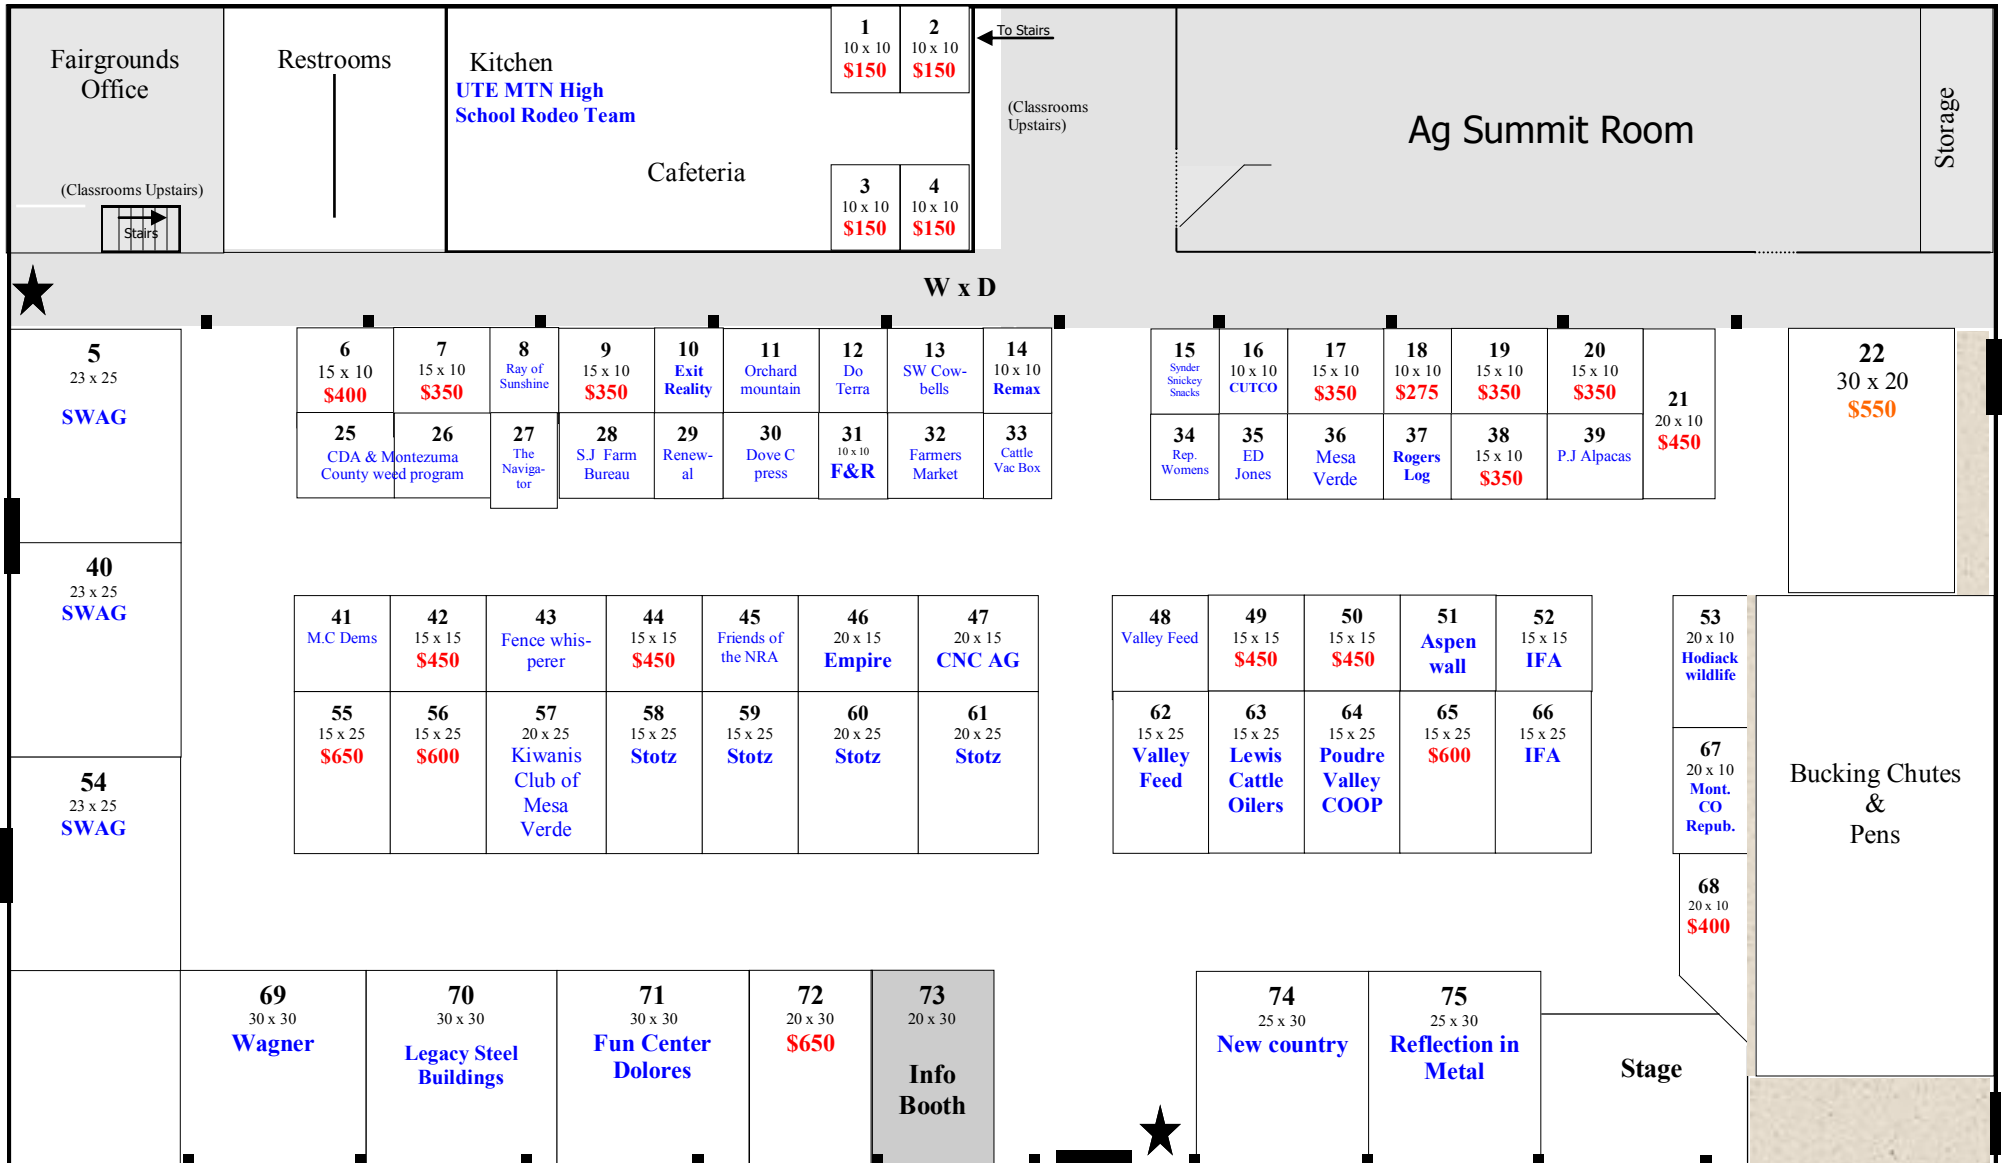 Fairgrounds
Office
(Classrooms Upstairs)
Stairs
Restrooms
Kitchen
UTE MTN High
School Rodeo Team
Cafeteria
1
10 x 10
$150
2
10 x 10
$150
3
10 x 10
$150
4
10 x 10
$150
To Stairs
(Classrooms
Upstairs)
Ag Summit Room
Storage
W x D
5
23 x 25
SWAG
6
15 x 10
$400
7
15 x 10
$350
8
Ray of
Sunshine
9
15 x 10
$350
10
Exit
Reality
11
Orchard
mountain
12
Do
Terra
13
SW Cow-
bells
14
10 x 10
Remax
15
Synder
Snickey
Snacks
16
10 x 10
CUTCO
17
15 x 10
$350
18
10 x 10
$275
19
15 x 10
$350
20
15 x 10
$350
21
20 x 10
$450
22
30 x 20
$550
25
26
CDA & Montezuma
County weed program
27
The
Naviga-
tor
28
S.J Farm
Bureau
29
Renew-
al
30
Dove C
press
31
10 x 10
F&R
32
Farmers
Market
33
Cattle
Vac Box
34
Rep.
Womens
35
ED
Jones
36
Mesa
Verde
37
Rogers
Log
38
15 x 10
$350
39
P.J Alpacas
40
23 x 25
SWAG
41
M.C Dems
42
15 x 15
$450
43
Fence whis-
perer
44
15 x 15
$450
45
Friends of
the NRA
46
20 x 15
Empire
47
20 x 15
CNC AG
48
Valley Feed
49
15 x 15
$450
50
15 x 15
$450
51
Aspen
wall
52
15 x 15
IFA
53
20 x 10
Hodiack
wildlife
54
23 x 25
SWAG
55
15 x 25
$650
56
15 x 25
$600
57
20 x 25
Kiwanis
Club of
Mesa
Verde
58
15 x 25
Stotz
59
15 x 25
Stotz
60
20 x 25
Stotz
61
20 x 25
Stotz
62
15 x 25
Valley
Feed
63
15 x 25
Lewis
Cattle
Oilers
64
15 x 25
Poudre
Valley
COOP
65
15 x 25
$600
66
15 x 25
IFA
67
20 x 10
Mont.
CO
Repub.
Bucking Chutes
&
Pens
68
20 x 10
$400
69
30 x 30
Wagner
70
30 x 30
Legacy Steel
Buildings
71
30 x 30
Fun Center
Dolores
72
20 x 30
$650
73
20 x 30
Info
Booth
74
25 x 30
New country
75
25 x 30
Reflection in
Metal
Stage